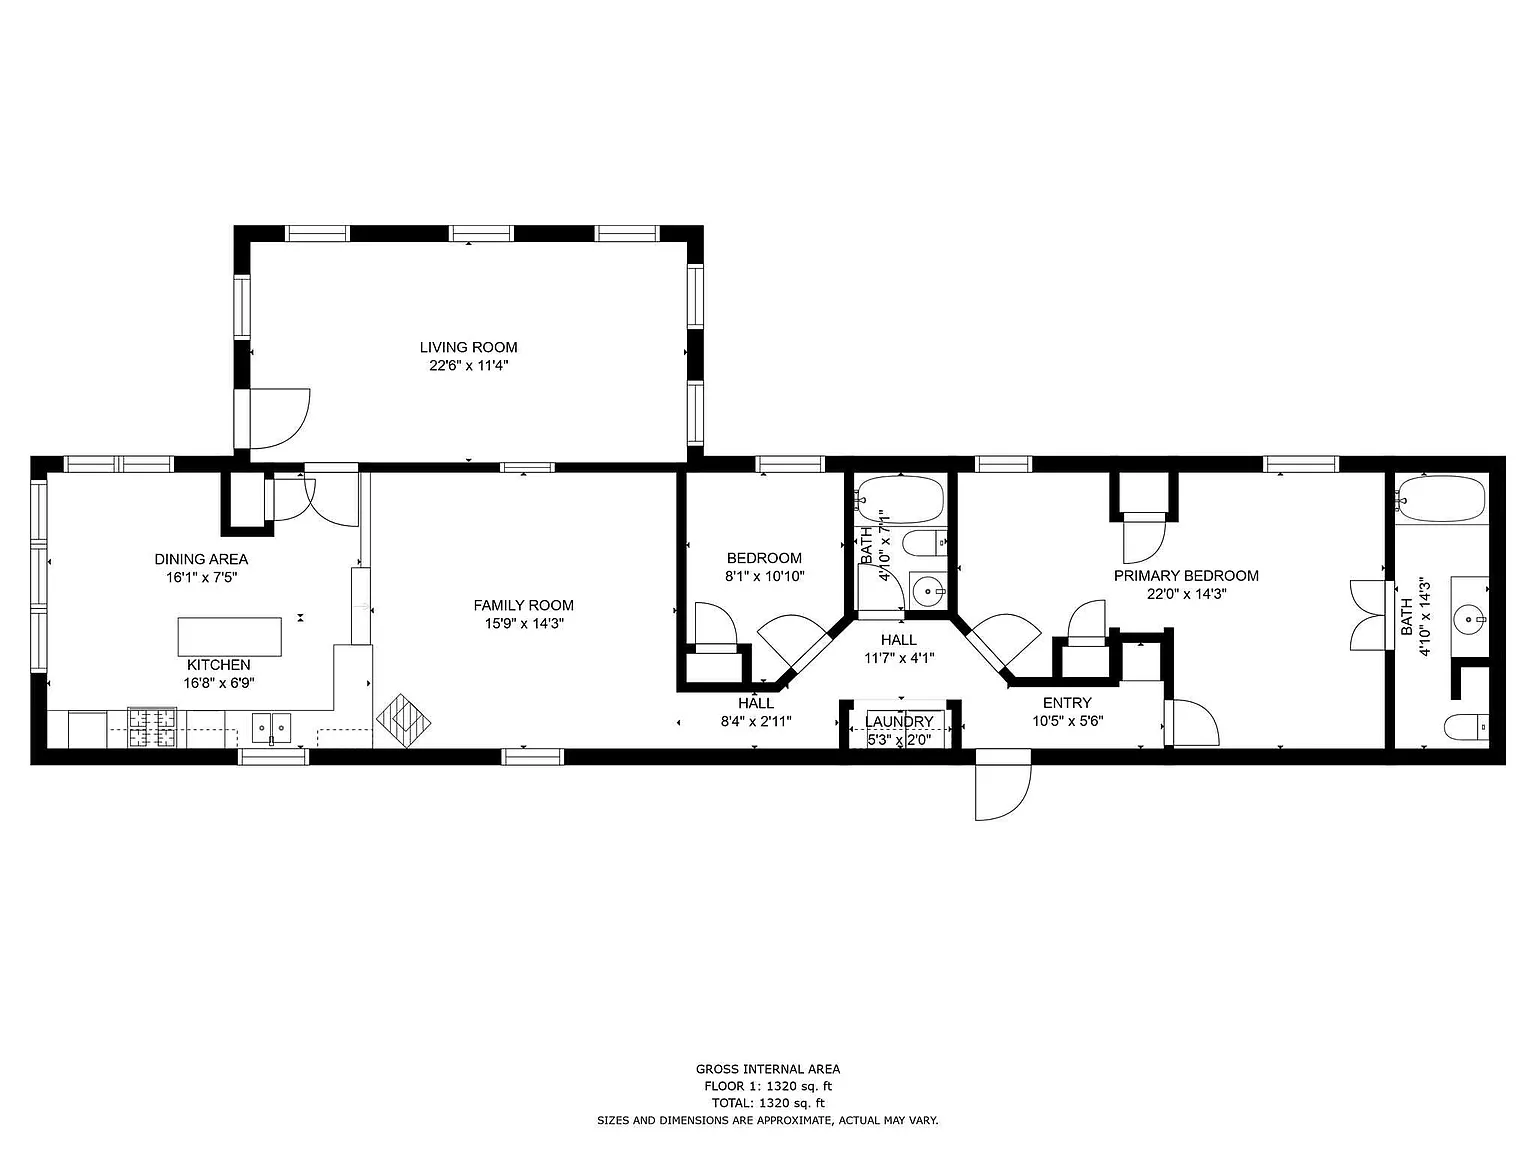 LIVING ROOM
22'6" x 11'4"
DINING AREA
16'1" x 7'5"
KITCHEN
16'8" x 6'9"
FAMILY ROOM
15'9" x 14'3"
BEDROOM
8'1" x 10'10"
BATH
4'10" x 7'1"
HALL
11'7" x 4'1"
HALL
8'4" x 2'11"
LAUNDRY
5'3" x 2'0"
ENTRY
10'5" x 5'6"
PRIMARY BEDROOM
22'0" x 14'3"
BATH
4'10" x 14'3"
GROSS INTERNAL AREA
FLOOR 1: 1320 sq. ft
TOTAL: 1320 sq. ft
SIZES AND DIMENSIONS ARE APPROXIMATE, ACTUAL MAY VARY.